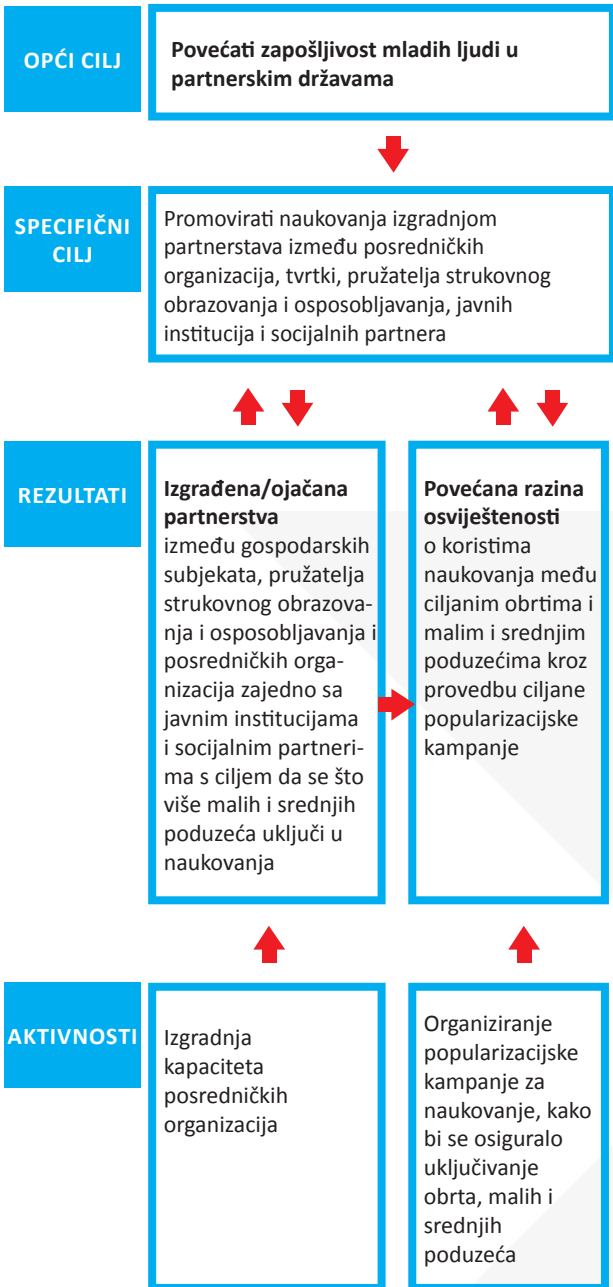 OPĆI CILJ
Povećati zapošljivost mladih ljudi u
partnerskim državama
SPECIFIČNI
CILJ
Promovirati naukovanja izgradnjom
partnerstava između posredničkih
organizacija, tvrtki, pružatelja strukovnog
obrazovanja i osposobljavanja, javnih
institucija i socijalnih partnera
REZULTATI
Izgrađena/ojačana
partnerstva
između gospodarskih
subjekata, pružatelja
strukovnog obrazova-
nja i osposobljavanja i
posredničkih orga-
nizacija zajedno sa
javnim institucijama
i socijalnim partneri-
ma s ciljem da se što
više malih i srednjih
poduzeća uključi u
naukovanja
Povećana razina
osviještenosti
o koristima
naukovanja među
ciljanim obrtima i
malim i srednjim
poduzećima kroz
provedbu ciljane
popularizacijske
kampanje
AKTIVNOSTI
Izgradnja
kapaciteta
posredničkih
organizacija
Organiziranje
popularizacijske
kampanje za
naukovanje, kako
bi se osiguralo
uključivanje
obrta, malih i
srednjih
poduzeća